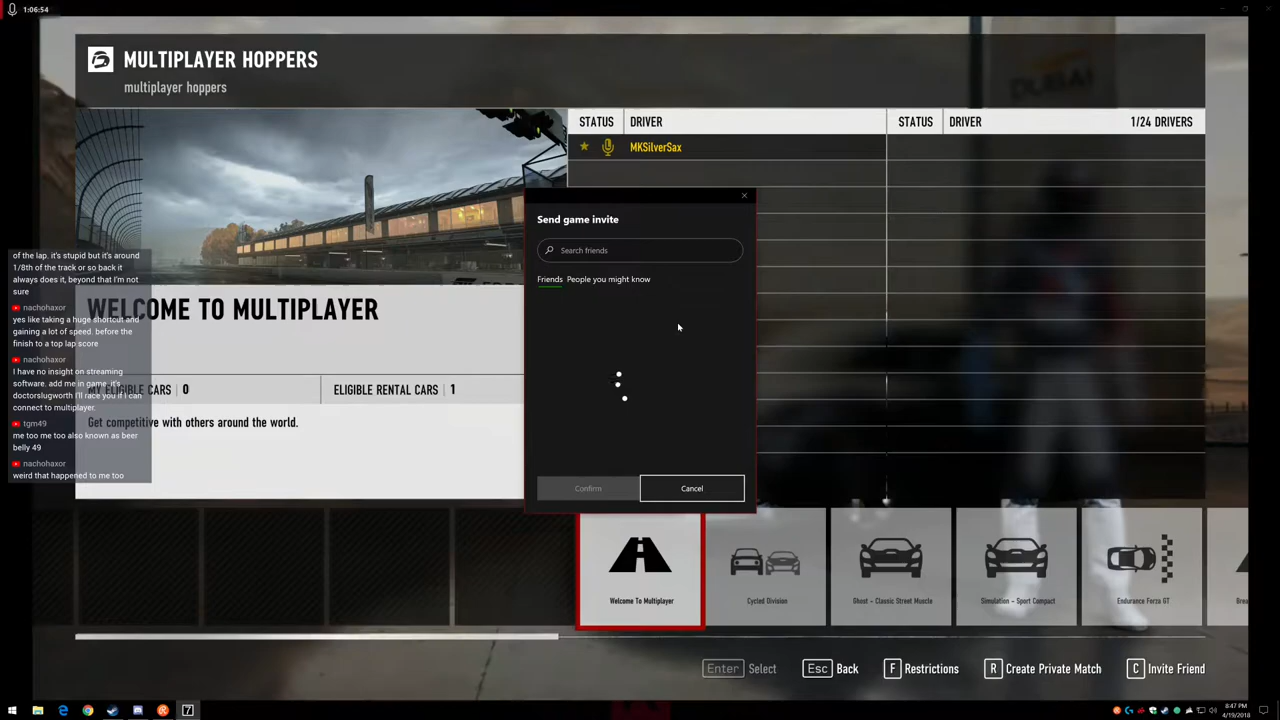 1:06:54
MULTIPLAYER HOPPERS
multiplayer hoppers
STATUS DRIVER STATUS DRIVER 1/24 DRIVERS
MKSilverSax
Send game invite
Search friends
Friends People you might know
Confirm Cancel
of the lap. it's stupid but it's around
1/8th of the track or so back it
always does it, beyond that I'm not
sure
nachohaxor
yes like taking a huge shortcut and
gaining a lot of speed. before the
finish to a top lap score
nachohaxor
I have no insight on streaming
software. add me in game, it's
doctorslugworth I'll race you if I can
connect to multiplayer.
tgm49
me too me too also known as beer
belly 49
nachohaxor
weird that happened to me too
WELCOME TO MULTIPLAYER
MY ELIGIBLE CARS 0 ELIGIBLE RENTAL CARS 1
Get competitive with others around the world.
Welcome To Multiplayer
Cycled Division
Ghost - Classic Street Muscle
Simulation - Sport Compact
Endurance Forza GT
Enter Select Esc Back F Restrictions R Create Private Match C Invite Friend
7
8:47 PM
4/19/2018